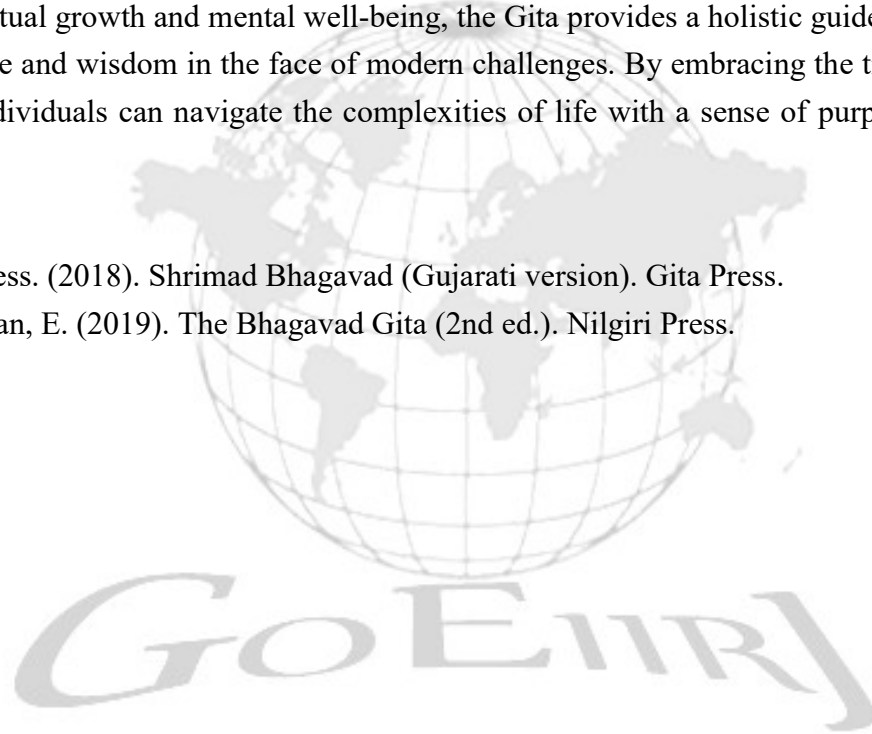 tual growth and mental well-being, the Gita provides a holistic guide
e and wisdom in the face of modern challenges. By embracing the t
dividuals can navigate the complexities of life with a sense of purp
ess. (2018). Shrimad Bhagavad (Gujarati version). Gita Press.
an, E. (2019). The Bhagavad Gita (2nd ed.). Nilgiri Press.
GOEIIRJ